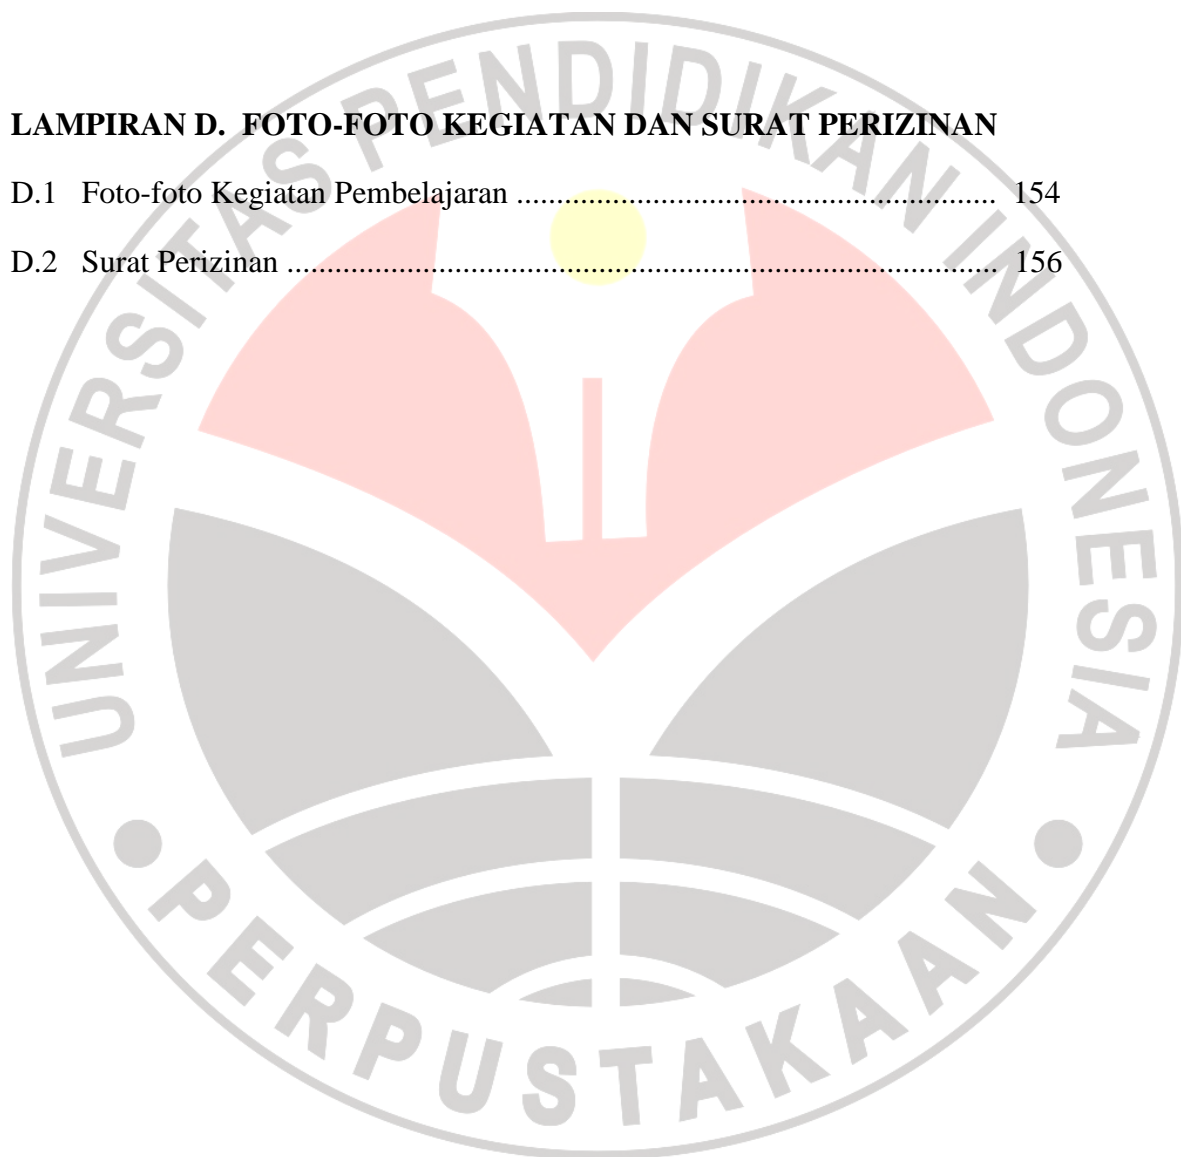 LAMPIRAN D.  FOTO-FOTO KEGIATAN DAN SURAT PERIZINAN
D.1   Foto-foto Kegiatan Pembelajaran ............................................................ 154
D.2   Surat Perizinan ......................................................................................... 156
UNIVERSITAS PENDIDIKAN INDONESIA
PERPUSTAKAAN